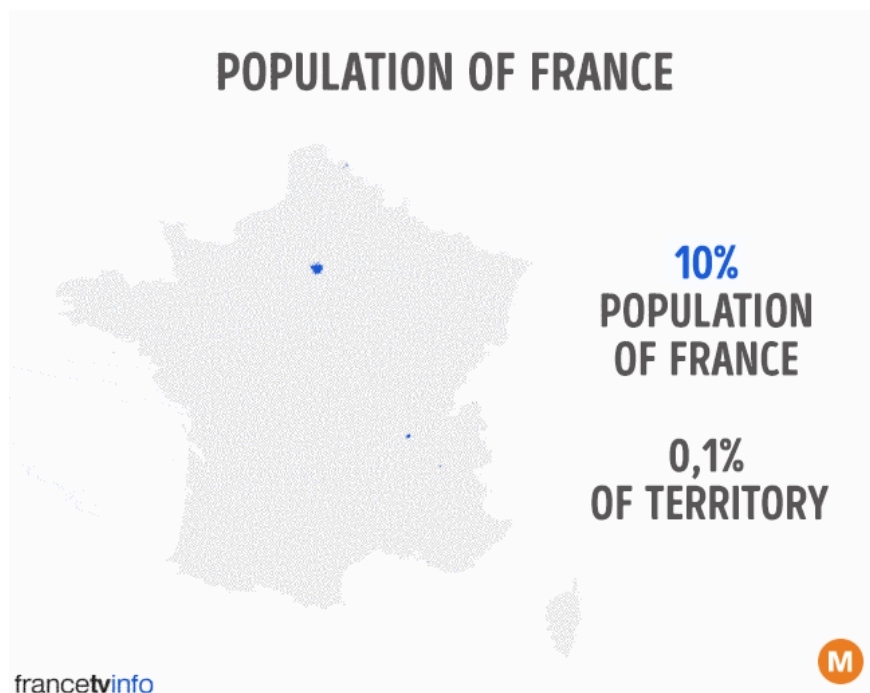 POPULATION OF FRANCE
10%
POPULATION
OF FRANCE
0,1%
OF TERRITORY
francetvinfo
M